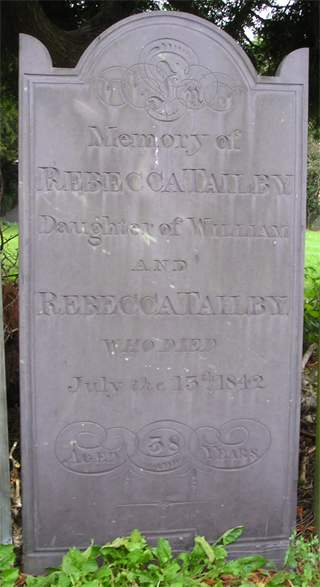 In
Memory of
REBECCA TAILBY
Daughter of WILLIAM
AND
REBECCA TAILBY
WHO DIED
July the 13th 1842
AGED 38 YEARS